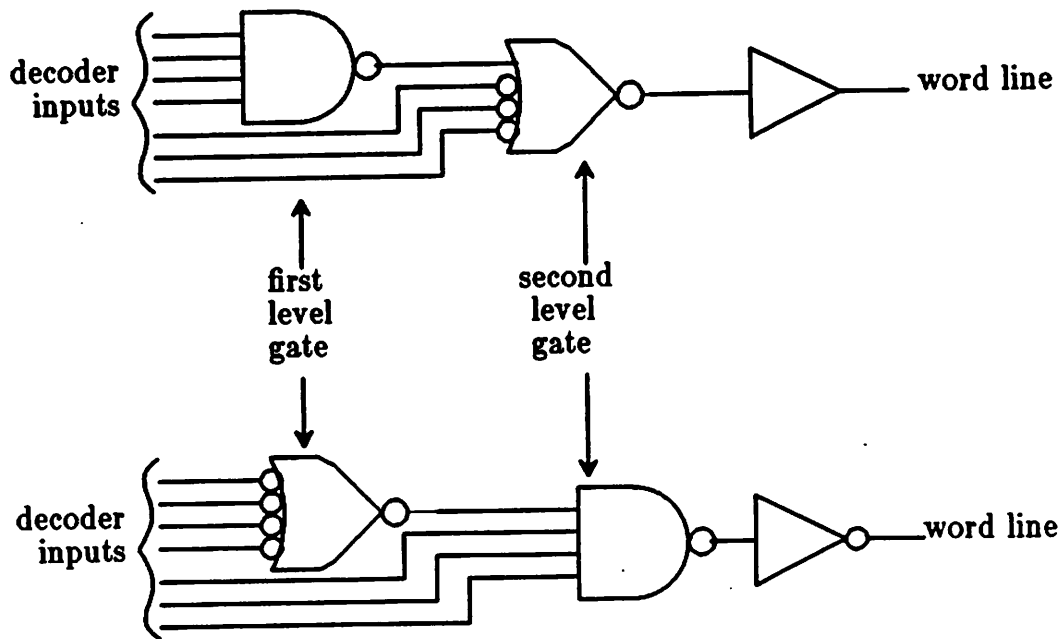 decoder
inputs
word line
first
level
gate
second
level
gate
decoder
inputs
word line